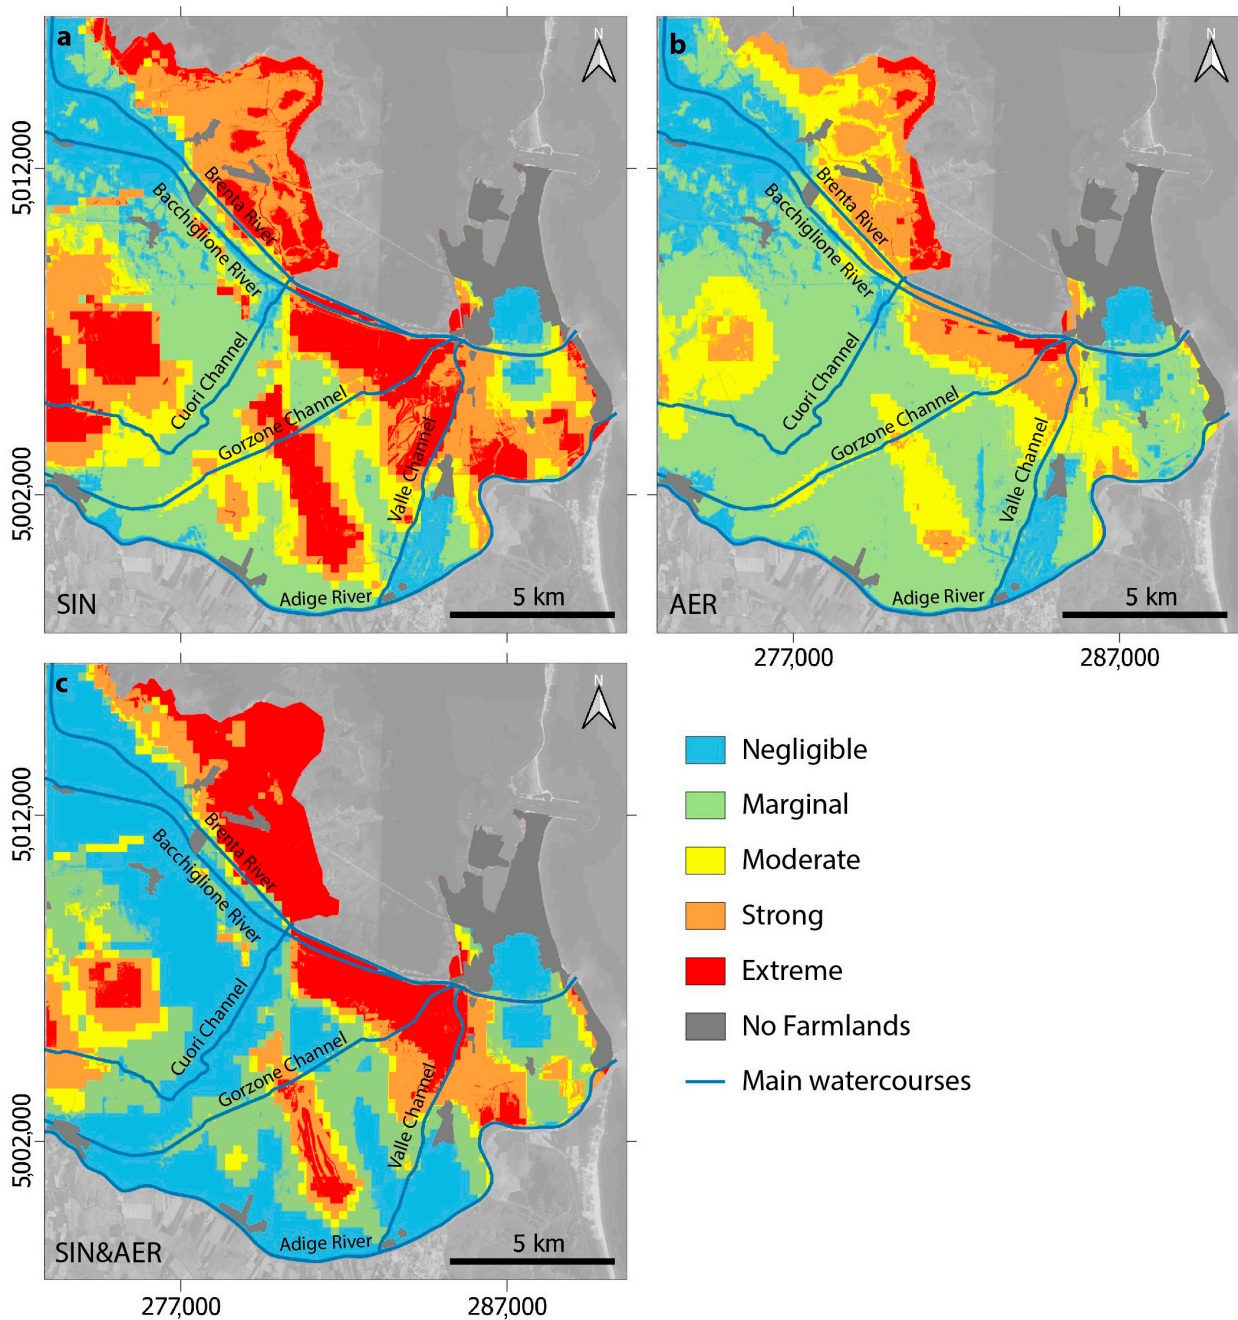 a
N
5,012,000
Brenta River
Bacchiglione River
Cuori Channel
Gorzone Channel
Valle Channel
5,002,000
Adige River
SIN
5 km
b
N
Brenta River
Bacchiglione River
Cuori Channel
Gorzone Channel
Valle Channel
Adige River
AER
5 km
277,000
287,000
c
N
5,012,000
Brenta River
Bacchiglione River
Cuori Channel
Gorzone Channel
Valle Channel
5,002,000
Adige River
SIN&AER
5 km
277,000
287,000
Negligible
Marginal
Moderate
Strong
Extreme
No Farmlands
Main watercourses